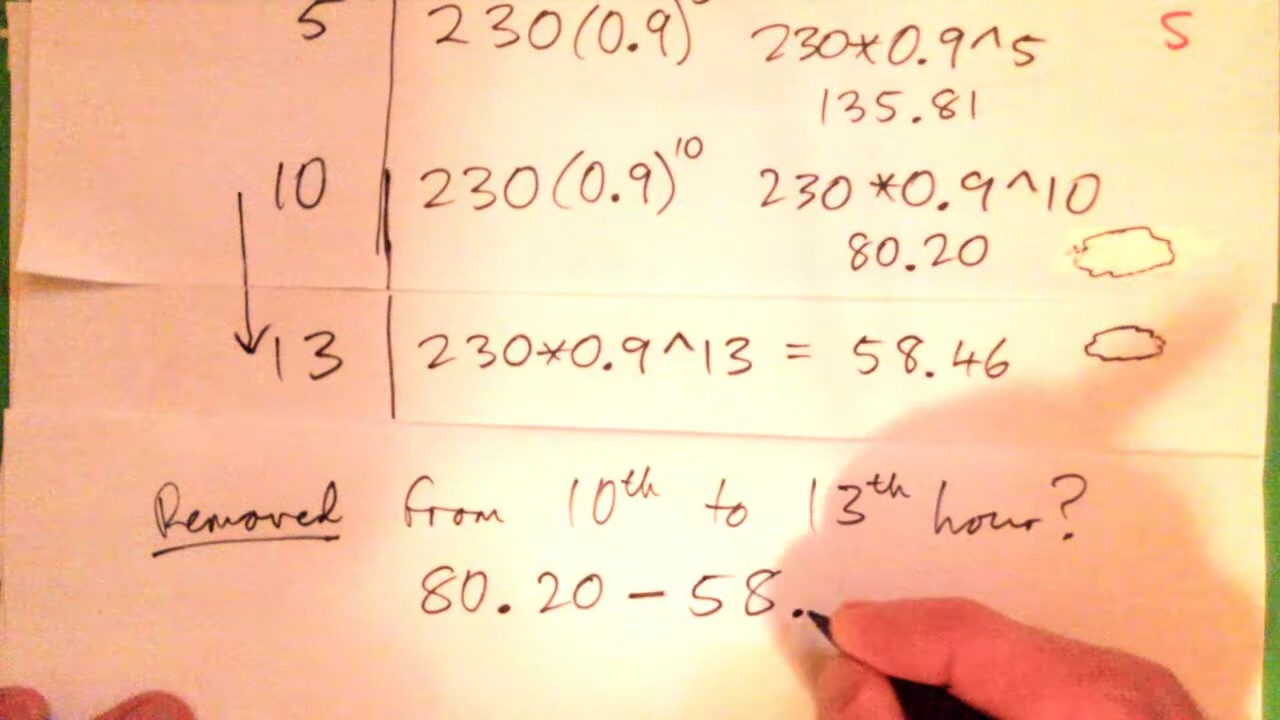 5 230(0.9) 230*0.9^5 5
135.81
10 230(0.9)^10 230*0.9^10
80.20
13 230*0.9^13 = 58.46
Removed from 10th to 13th hour?
80.20 - 58.